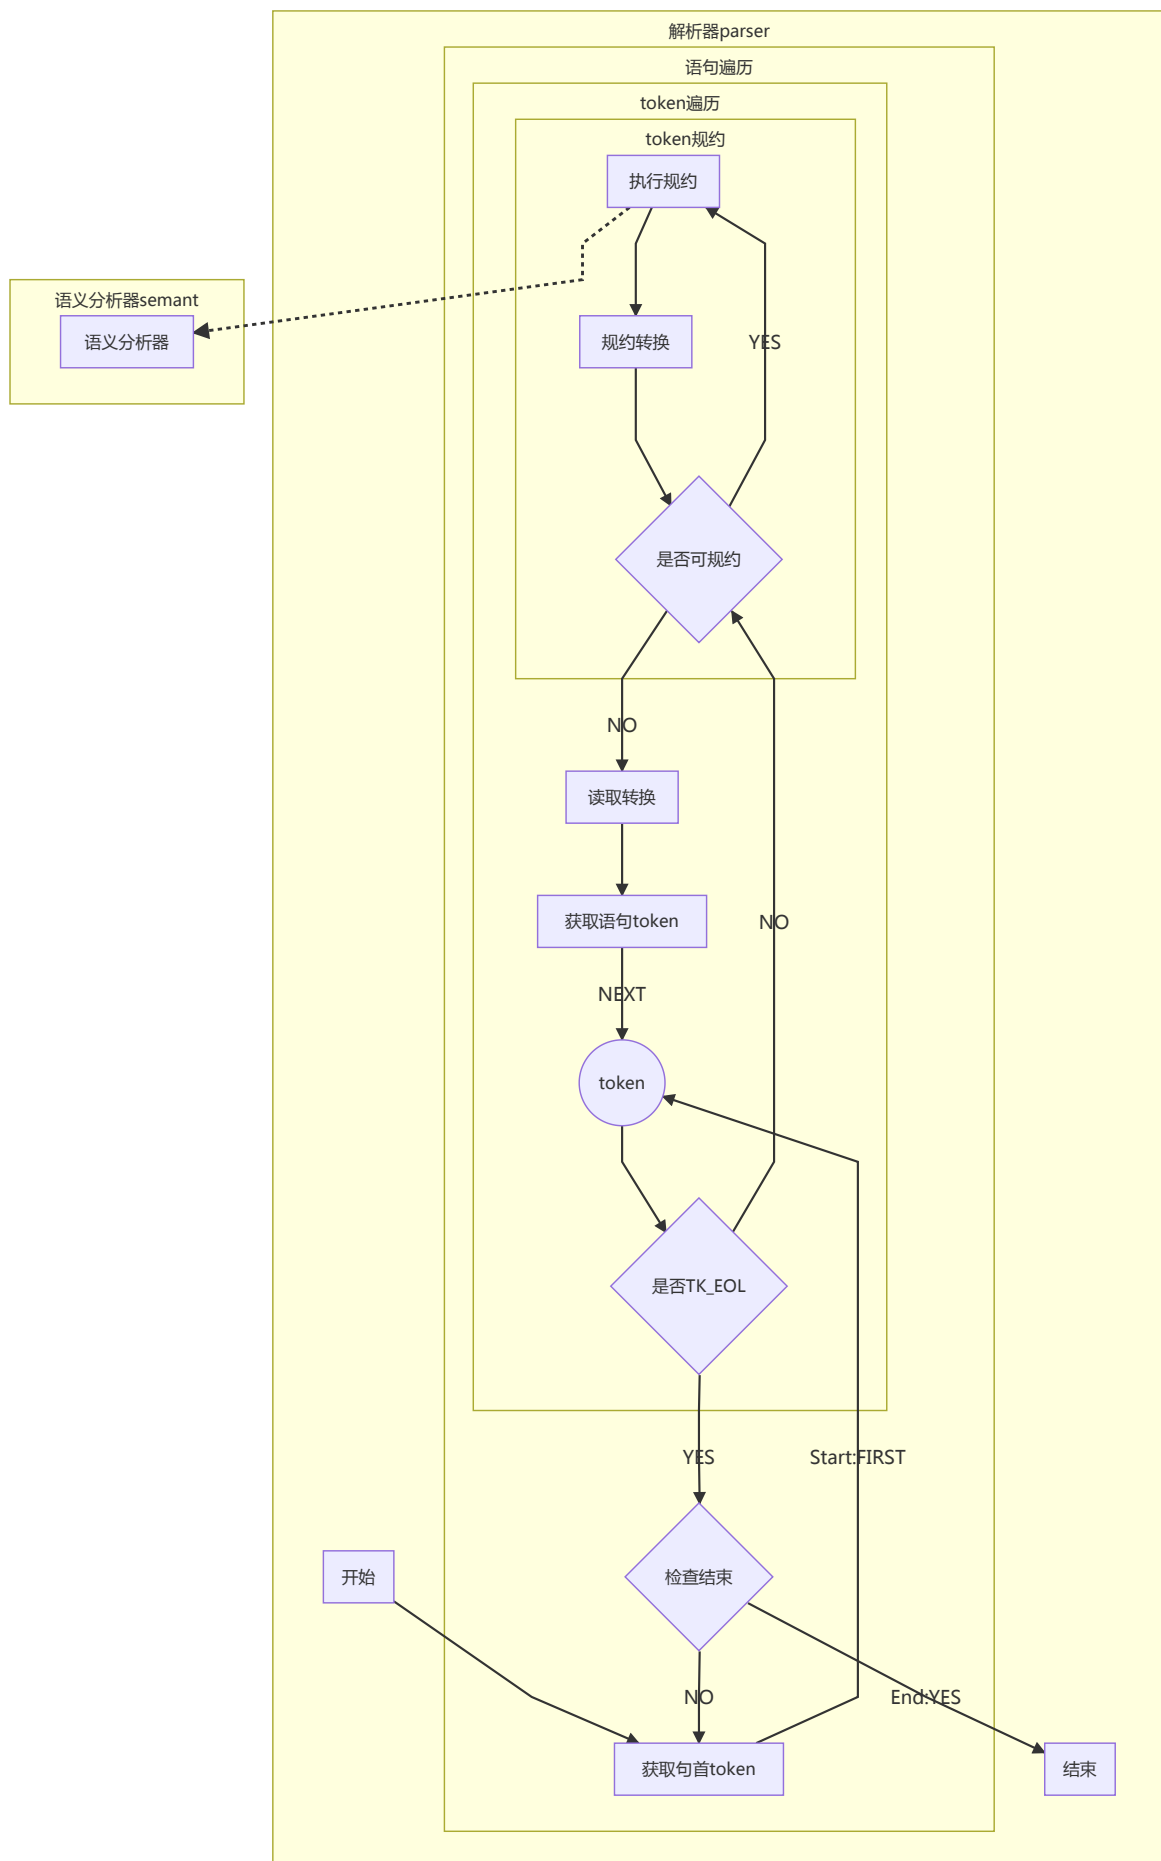 解析器parser
语句遍历
token遍历
token规约
执行规约
语义分析器semant
语义分析器
规约转换
YES
是否可规约
NO
读取转换
获取语句token
NO
NEXT
token
是否TK_EOL
YES
Start:FIRST
开始
检查结束
NO
End:YES
获取句首token
结束